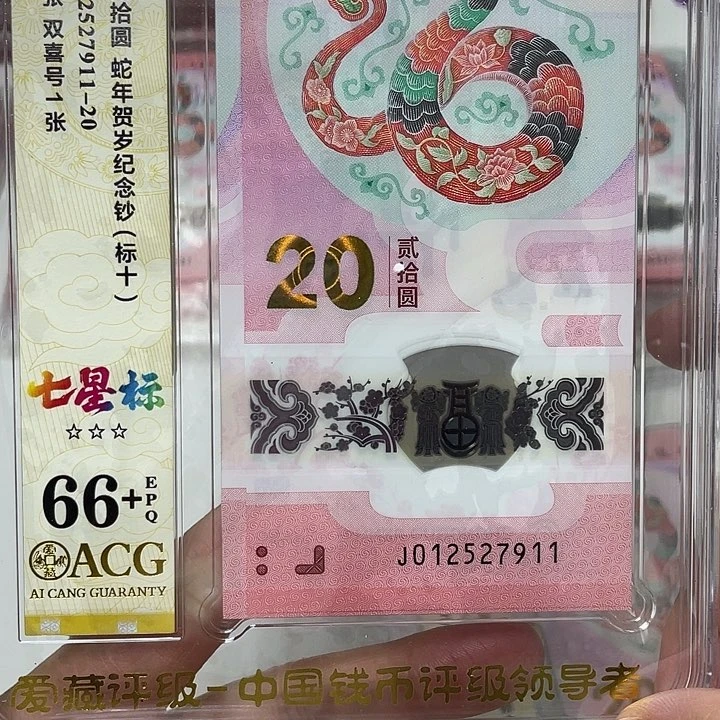 拾圆 蛇年贺岁纪念钞（标十）
2527911-20
张 双喜号1张
七星标
☆☆☆
66+
EPQ
ACG
AI CANG GUARANTY
20
贰拾圆
J012527911
爱藏评级-中国钱币评级领导者